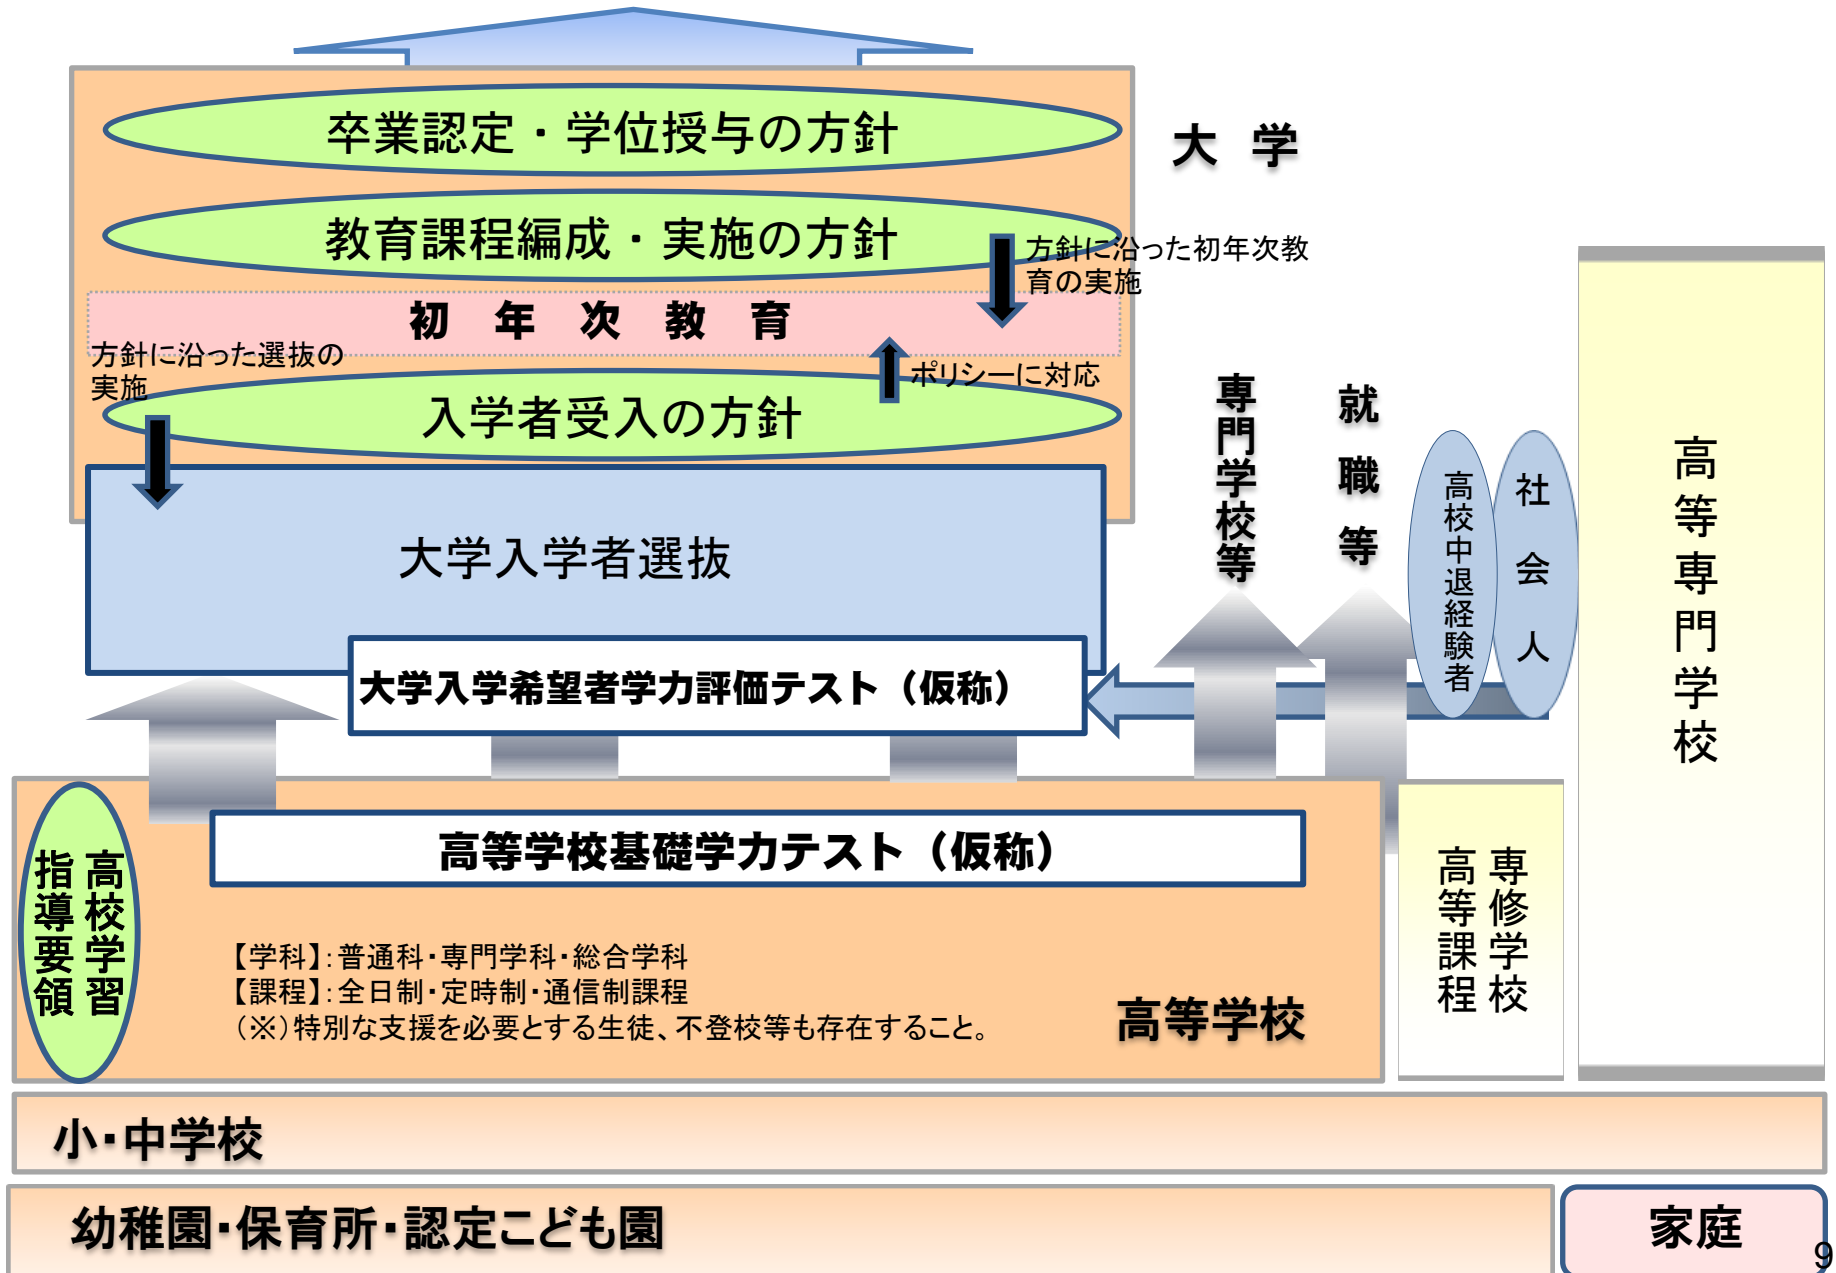 卒業認定・学位授与の方針
大　学
教育課程編成・実施の方針
方針に沿った初年次教
育の実施
初　年　次　教　育
方針に沿った選抜の
実施
ポリシーに対応
入学者受入の方針
大学入学者選抜
大学入学希望者学力評価テスト（仮称）
専門学校等
就職等
高校中退経験者
社会人
高等専門学校
高校学習
指導要領
高等学校基礎学力テスト（仮称）
【学科】：普通科・専門学科・総合学科
【課程】：全日制・定時制・通信制課程
（※）特別な支援を必要とする生徒、不登校等も存在すること。
高等学校
専修学校
高等課程
小・中学校
幼稚園・保育所・認定こども園
家庭
9